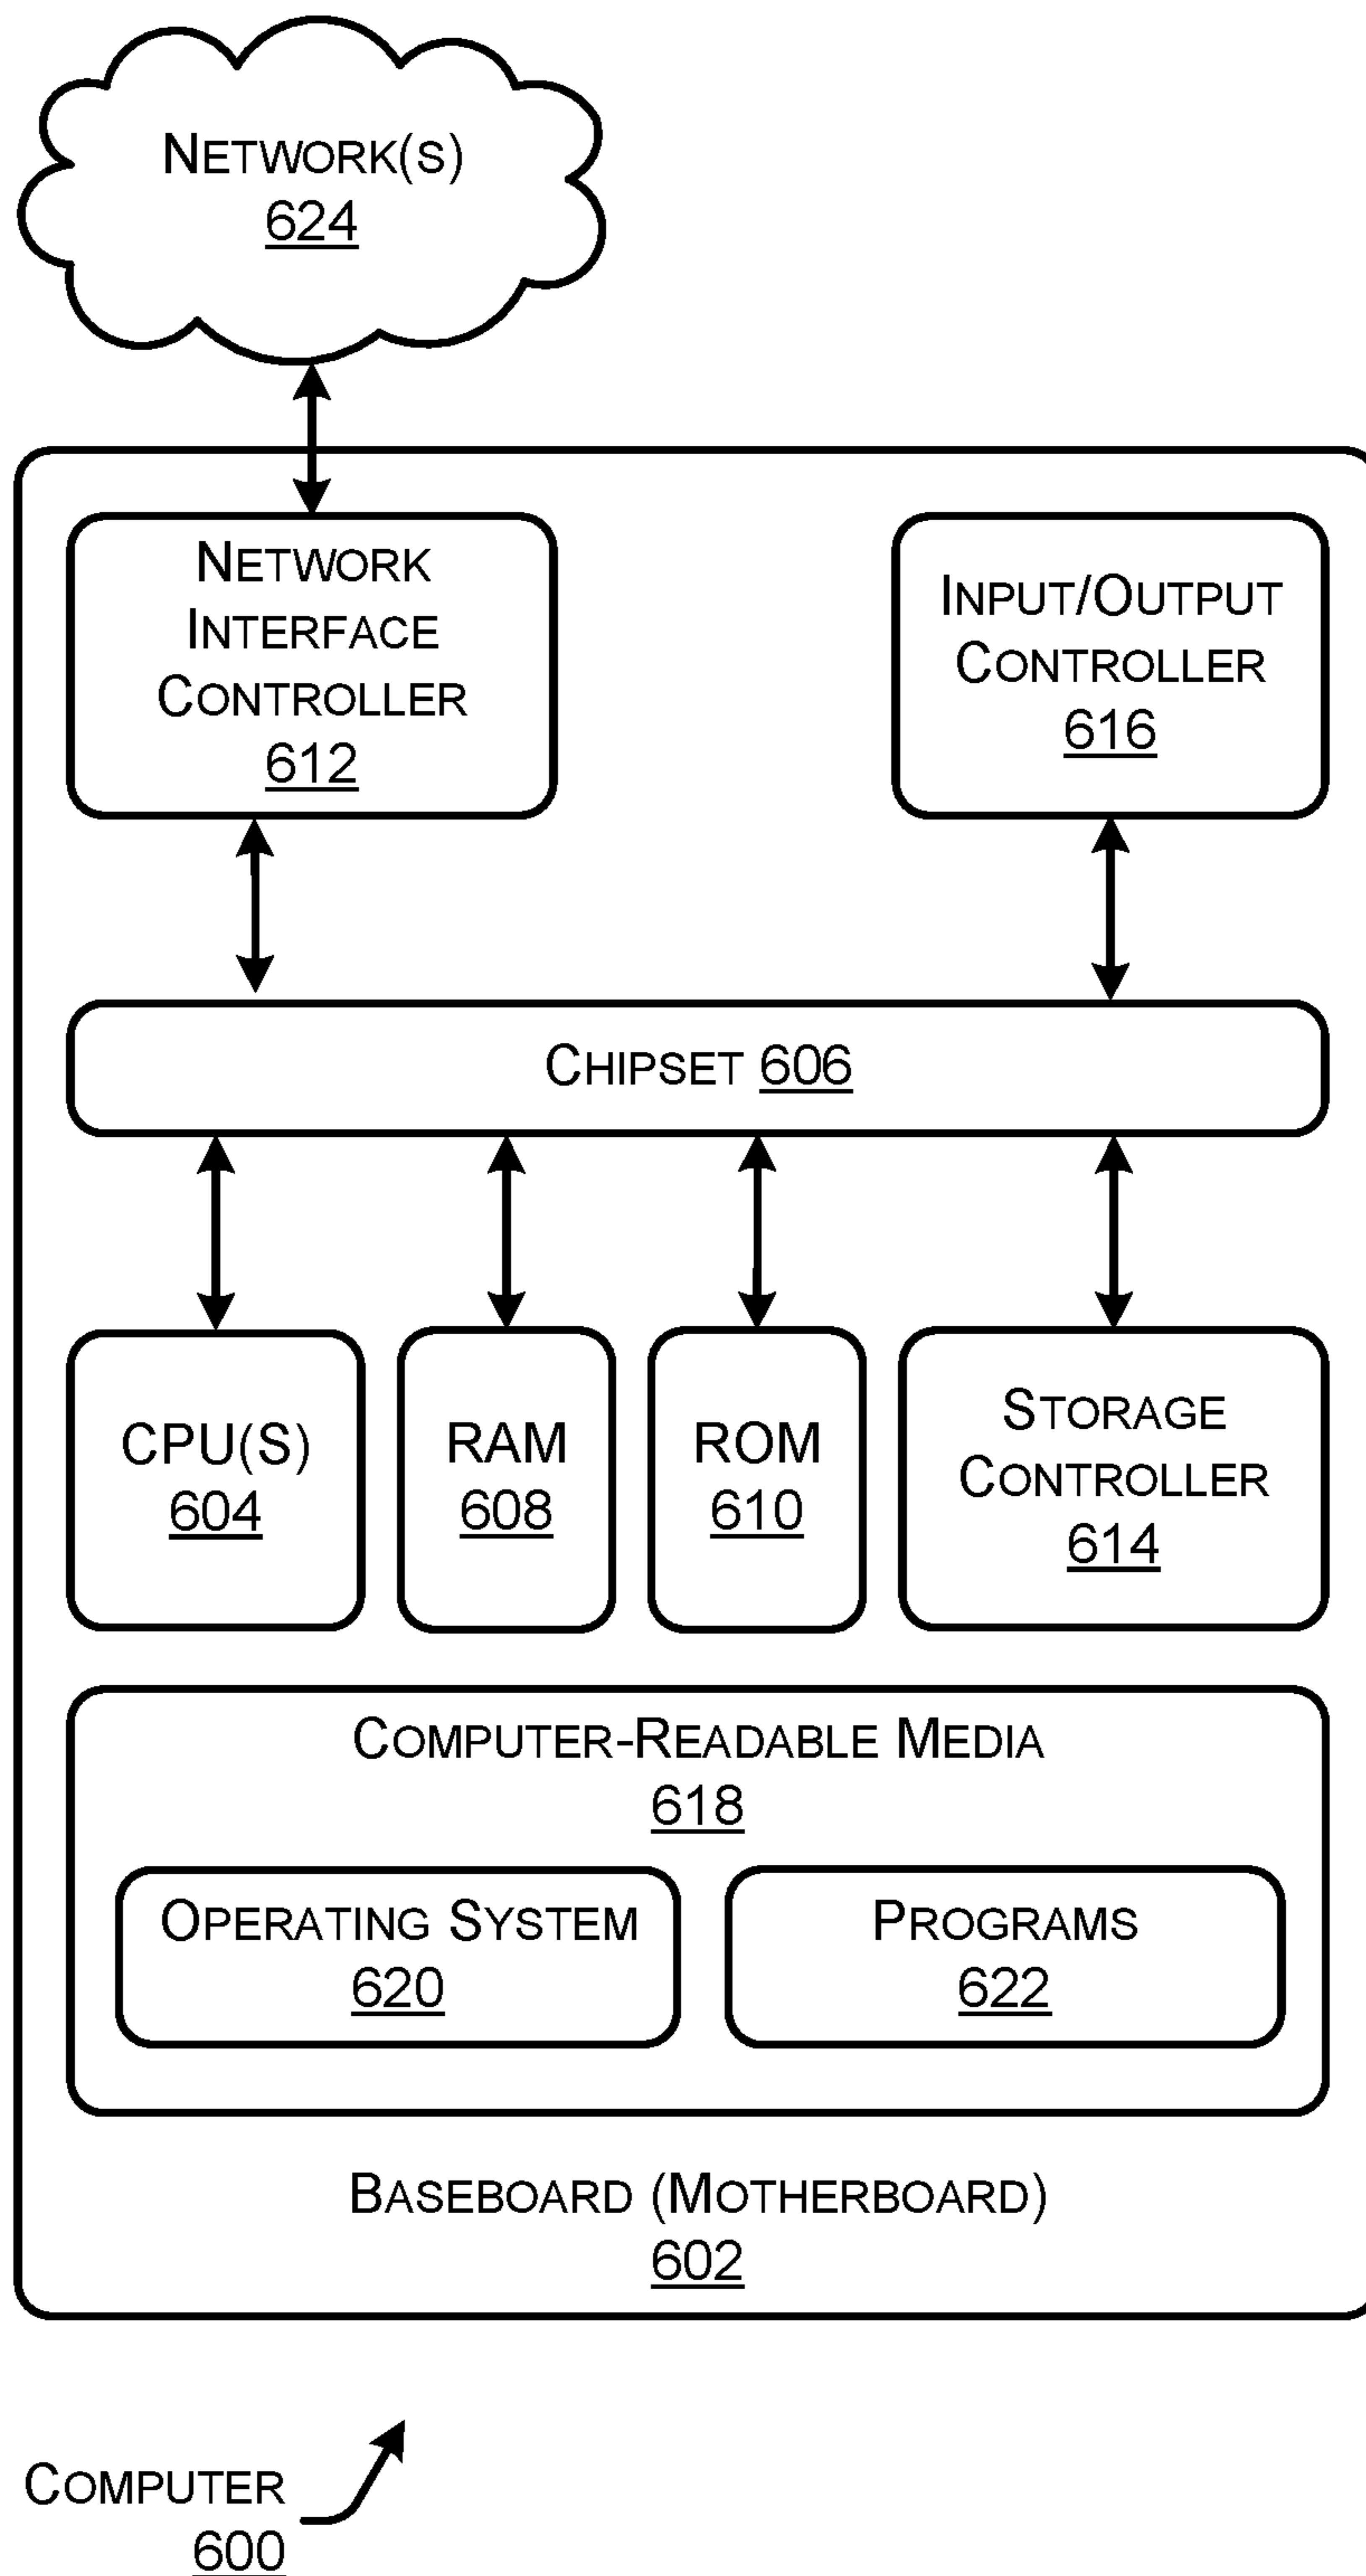 NETWORK(S)
624
NETWORK
INTERFACE
CONTROLLER
612
INPUT/OUTPUT
CONTROLLER
616
CHIPSET 606
CPU(S)
604
RAM
608
ROM
610
STORAGE
CONTROLLER
614
COMPUTER-READABLE MEDIA
618
OPERATING SYSTEM
620
PROGRAMS
622
BASEBOARD (MOTHERBOARD)
602
COMPUTER
600